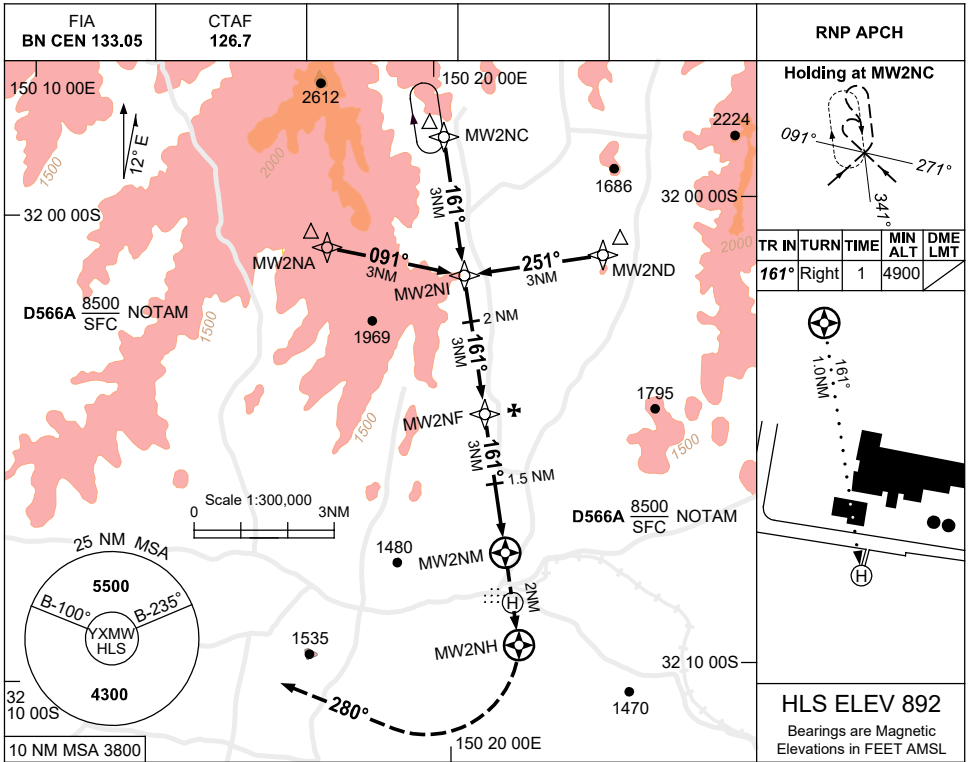 FIA
BN CEN 133.05
CTAF
126.7
RNP APCH
150 10 00E
150 20 00E
2612
12° E
1500
2000
MW2NC
161°
3NM
1686
2224
32 00 00S
32 00 00S
2000
MW2NA
091°
3NM
MW2NI
251°
3NM
MW2ND
D566A 8500
SFC NOTAM
1500
1969
2 NM
161°
3NM
MW2NF
1500
1795
1500
161°
3NM
1.5 NM
Scale 1:300,000
0 3NM
D566A 8500
SFC NOTAM
25 NM MSA
5500
B-100° B-235°
YXMW
HLS
4300
1480
MW2NM
2NM
H
1535
MW2NH
32 10 00S
1470
280°
32
10 00S
10 NM MSA 3800
150 20 00E
Holding at MW2NC
091°
271°
341°
TR IN TURN TIME MIN ALT DME LMT
161° Right 1 4900
161°
1.0NM
H
HLS ELEV 892
Bearings are Magnetic
Elevations in FEET AMSL